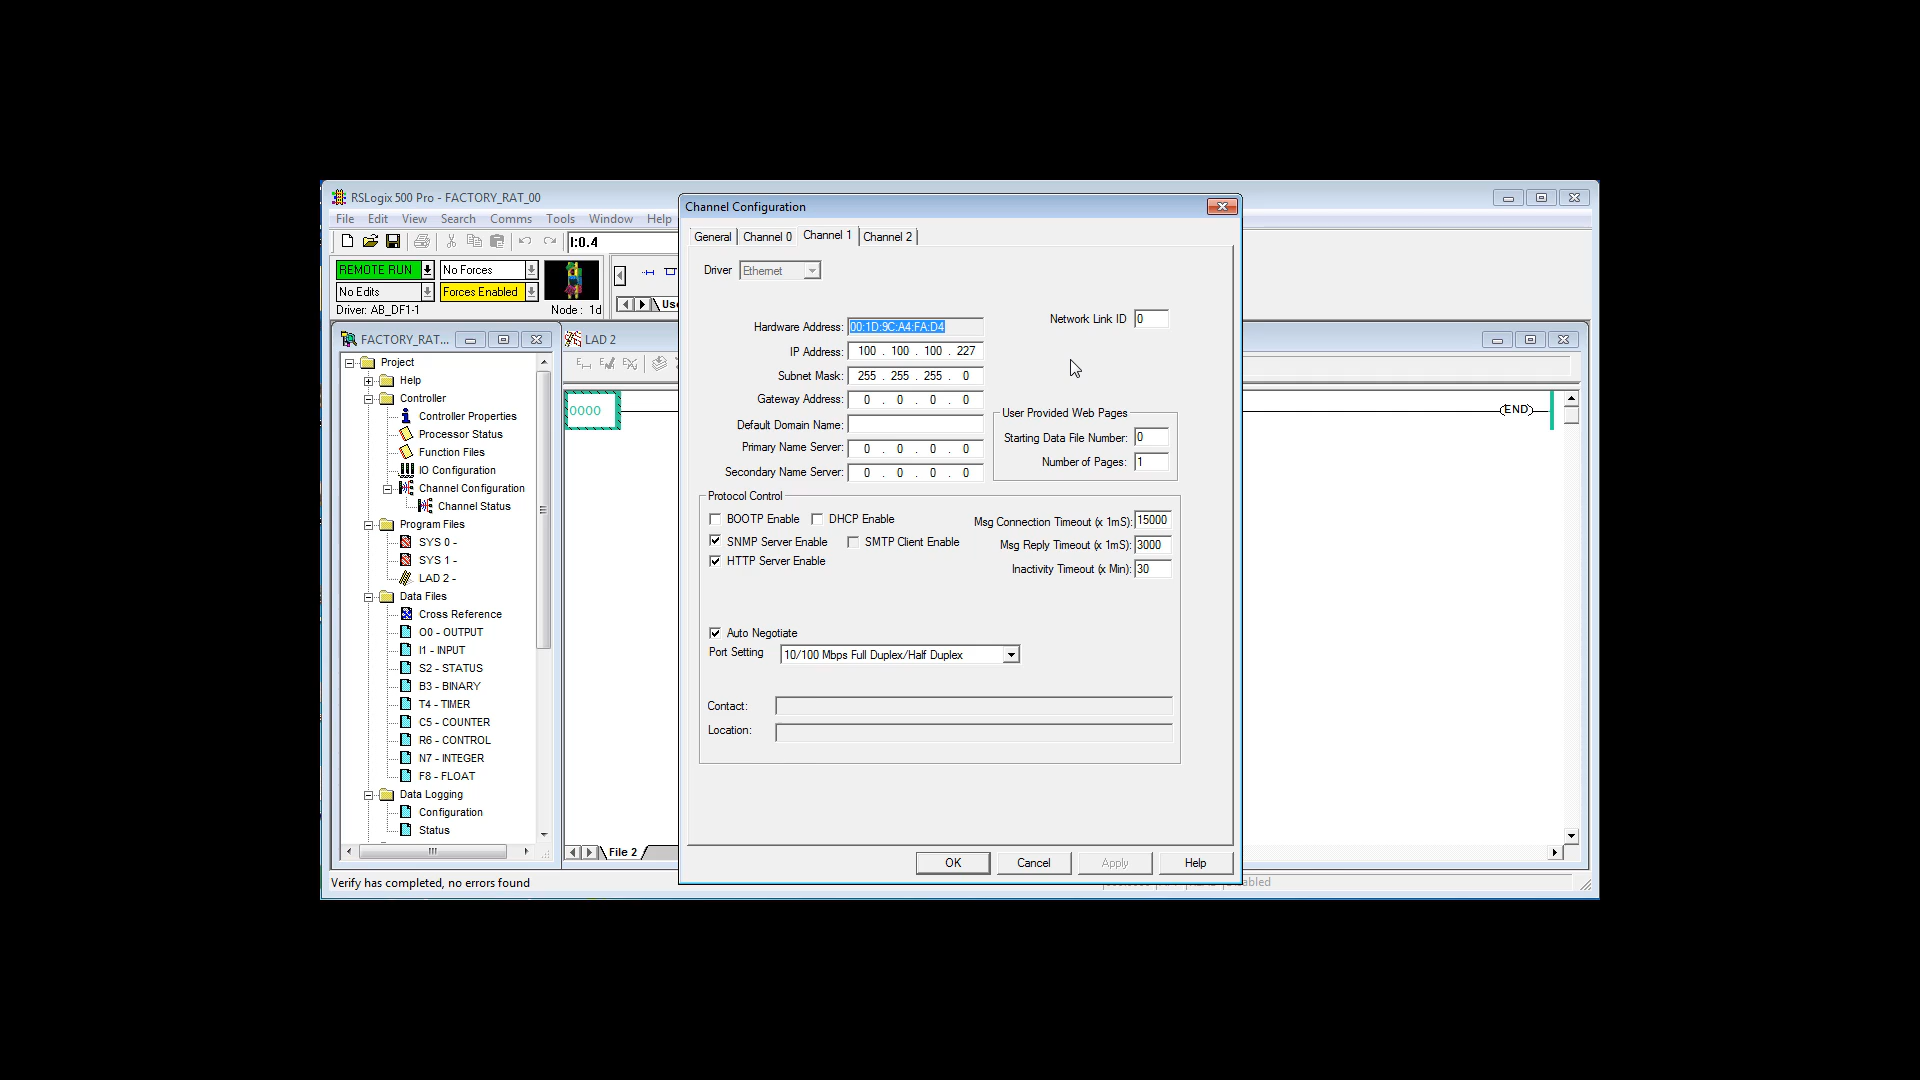 RSLogix 500 Pro - FACTORY_RAT_00
File Edit View Search Comms Tools Window Help
I:0.4
REMOTE RUN No Forces
No Edits Forces Enabled
Driver: AB_DF1-1 Node : 1d
FACTORY_RAT...
Project
Help
Controller
Controller Properties
Processor Status
Function Files
IO Configuration
Channel Configuration
Channel Status
Program Files
SYS 0 -
SYS 1 -
LAD 2 -
Data Files
Cross Reference
O0 - OUTPUT
I1 - INPUT
S2 - STATUS
B3 - BINARY
T4 - TIMER
C5 - COUNTER
R6 - CONTROL
N7 - INTEGER
F8 - FLOAT
Data Logging
Configuration
Status
LAD 2
0000
(END)
File 2
Channel Configuration
General Channel 0 Channel 1 Channel 2
Driver Ethernet
Hardware Address: 00:1D:9C:A4:FA:D4
Network Link ID 0
IP Address: 100 . 100 . 100 . 227
Subnet Mask: 255 . 255 . 255 . 0
Gateway Address: 0 . 0 . 0 . 0
Default Domain Name:
Primary Name Server: 0 . 0 . 0 . 0
Secondary Name Server: 0 . 0 . 0 . 0
User Provided Web Pages
Starting Data File Number: 0
Number of Pages: 1
Protocol Control
BOOTP Enable DHCP Enable
SNMP Server Enable SMTP Client Enable
HTTP Server Enable
Msg Connection Timeout (x 1mS): 15000
Msg Reply Timeout (x 1mS): 3000
Inactivity Timeout (x Min): 30
Auto Negotiate
Port Setting 10/100 Mbps Full Duplex/Half Duplex
Contact:
Location:
OK Cancel Apply Help
Verify has completed, no errors found